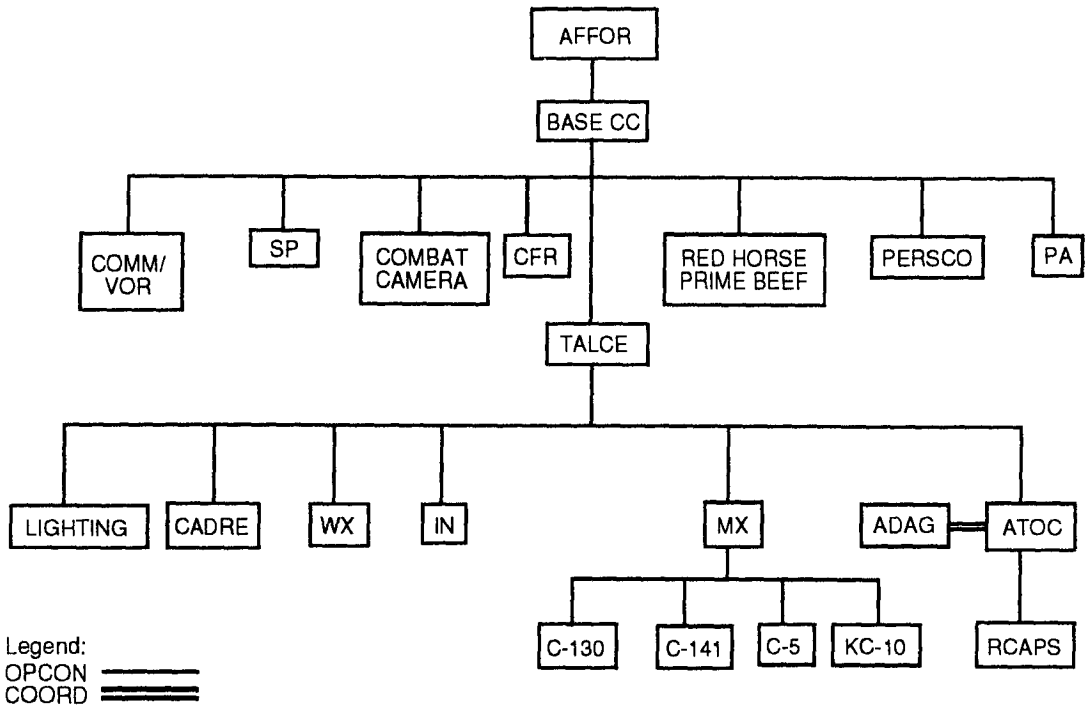 AFFOR
BASE CC
COMM/
VOR
SP
COMBAT
CAMERA
CFR
RED HORSE
PRIME BEEF
PERSCO
PA
TALCE
LIGHTING
CADRE
WX
IN
MX
ADAG
ATOC
C-130
C-141
C-5
KC-10
RCAPS
Legend:
OPCON
COORD